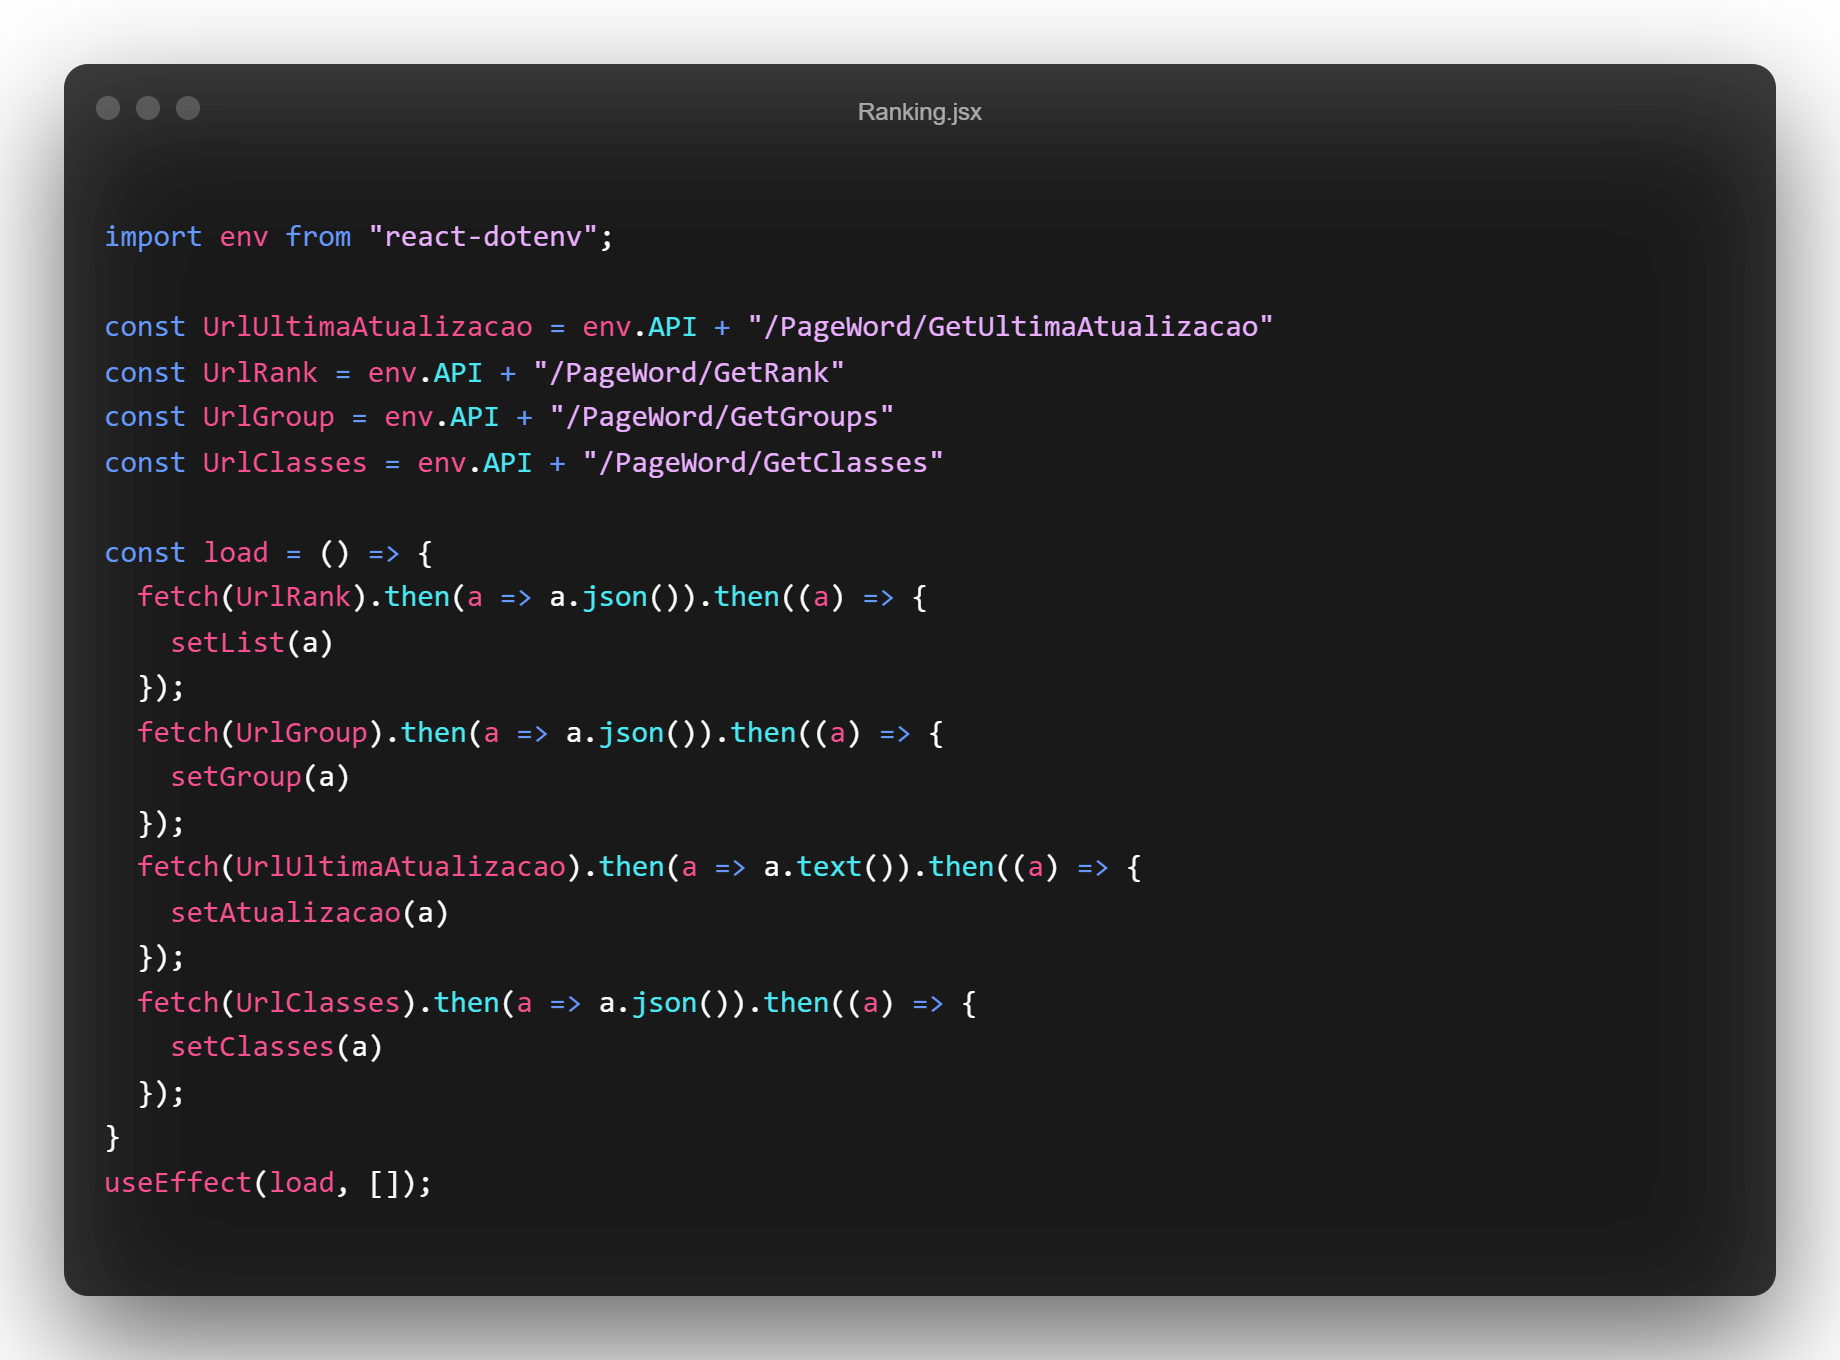 Ranking.jsx
import env from "react-dotenv";
const UrlUltimaAtualizacao = env.API + "/PageWord/GetUltimaAtualizacao"
const UrlRank = env.API + "/PageWord/GetRank"
const UrlGroup = env.API + "/PageWord/GetGroups"
const UrlClasses = env.API + "/PageWord/GetClasses"
const load = () => {
  fetch(UrlRank).then(a => a.json()).then((a) => {
    setList(a)
  });
  fetch(UrlGroup).then(a => a.json()).then((a) => {
    setGroup(a)
  });
  fetch(UrlUltimaAtualizacao).then(a => a.text()).then((a) => {
    setAtualizacao(a)
  });
  fetch(UrlClasses).then(a => a.json()).then((a) => {
    setClasses(a)
  });
}
useEffect(load, []);